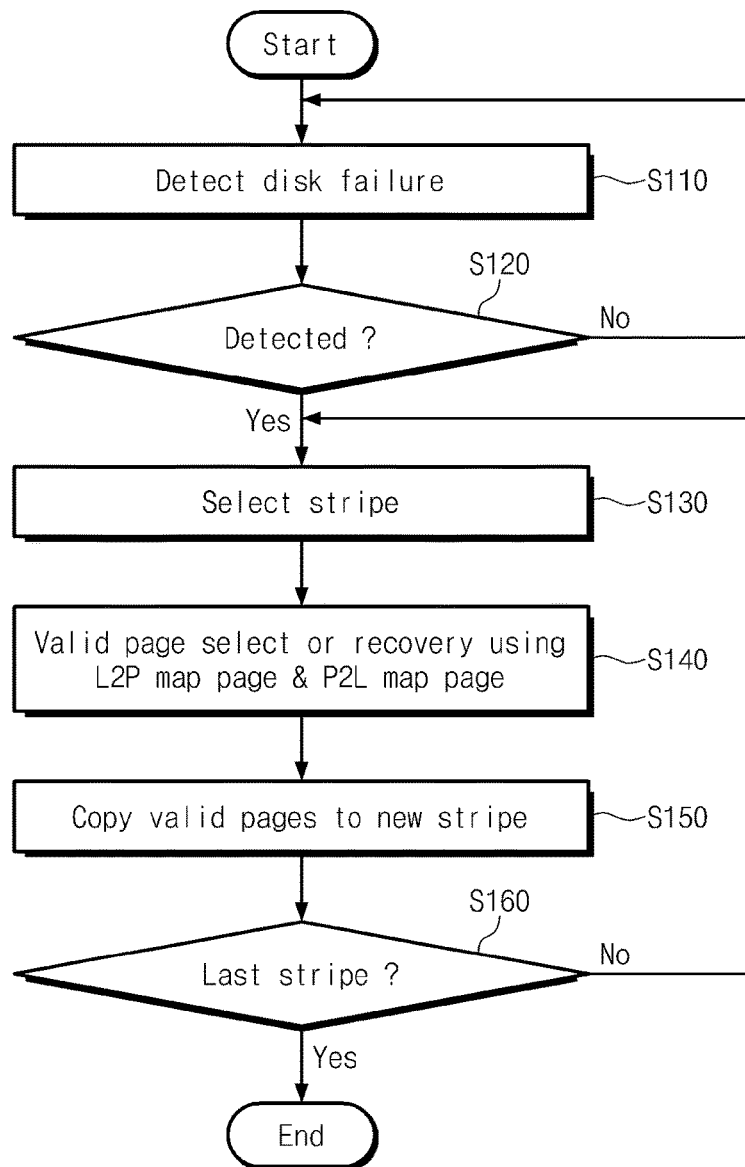 Start
Detect disk failure
S110
S120
Detected ?
No
Yes
Select stripe
S130
Valid page select or recovery using
L2P map page & P2L map page
S140
Copy valid pages to new stripe
S150
S160
Last stripe ?
No
Yes
End